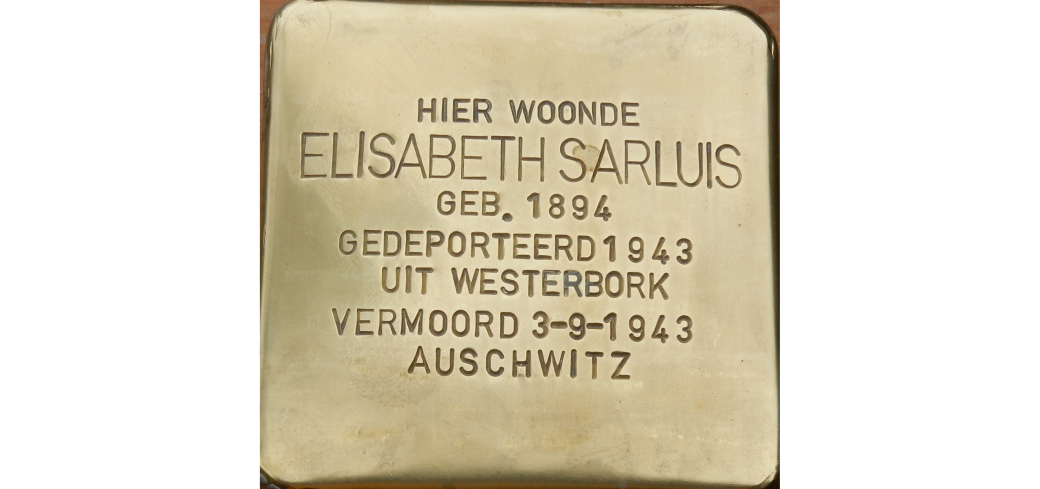 HIER WOONDE
ELISABETH SARLUIS
GEB. 1894
GEDEPORTEERD 1943
UIT WESTERBORK
VERMOORD 3-9-1943
AUSCHWITZ